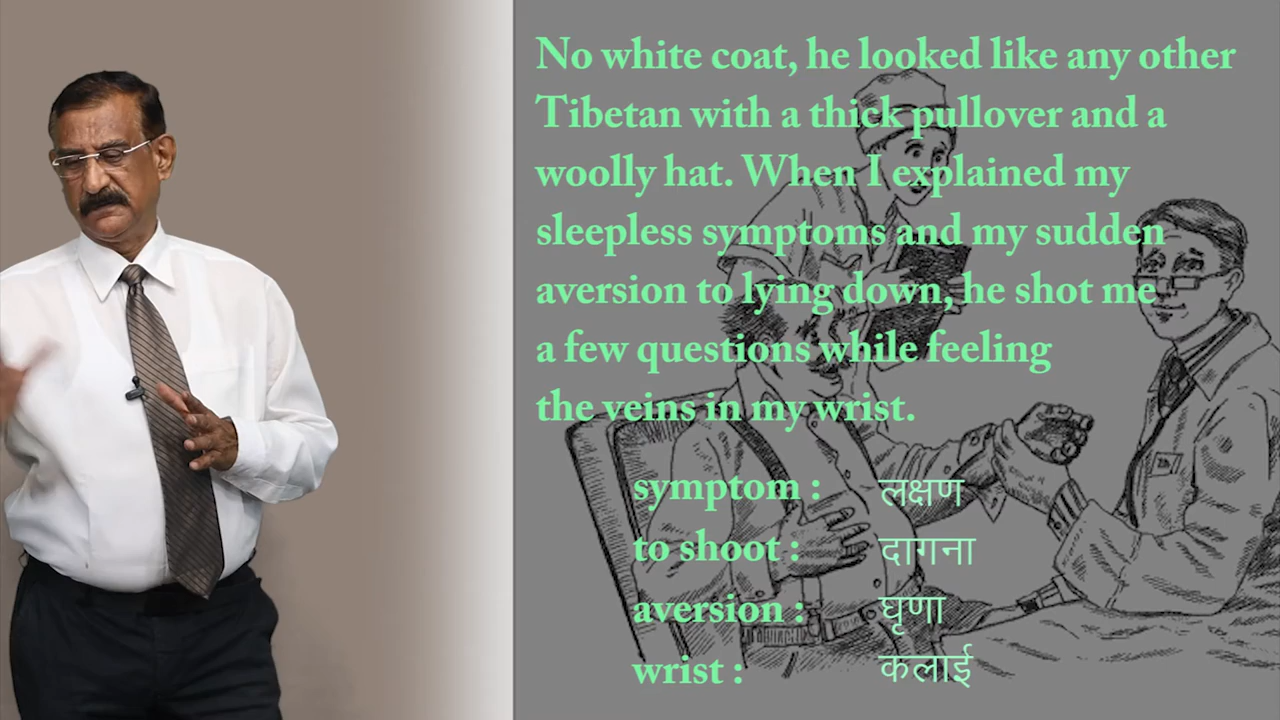 No white coat, he looked like any other
Tibetan with a thick pullover and a
woolly hat. When I explained my
sleepless symptoms and my sudden
aversion to lying down, he shot me
a few questions while feeling
the veins in my wrist.
symptom : लक्षण
to shoot : दागना
aversion : घृणा
wrist : कलाई